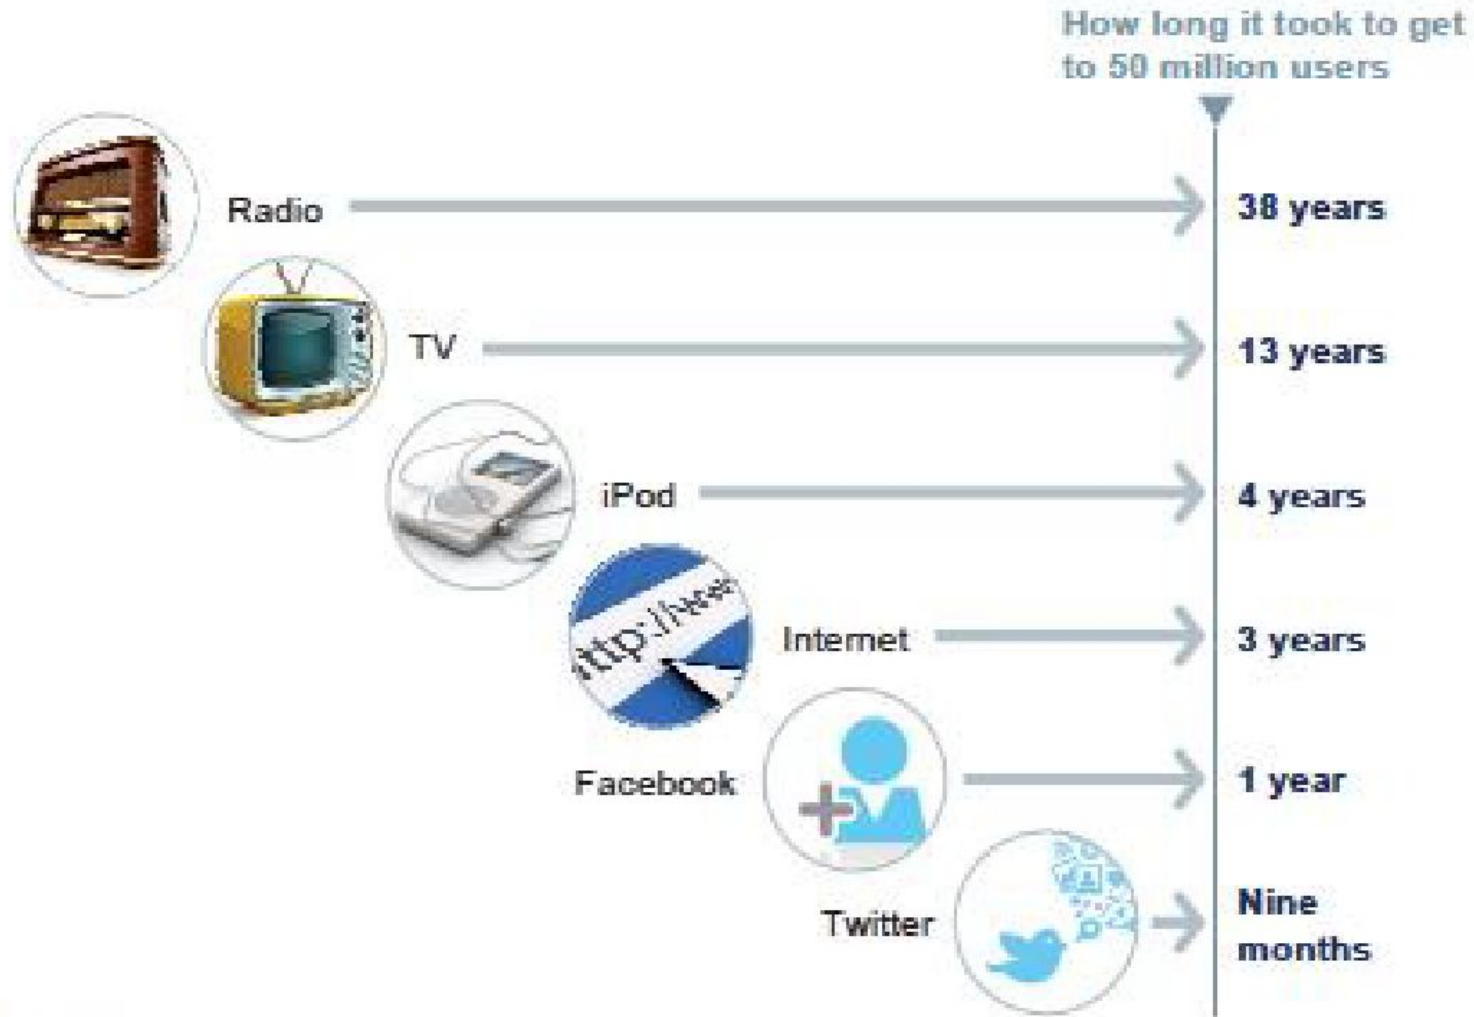 How long it took to get
to 50 million users
Radio
38 years
TV
13 years
iPod
4 years
http://
Internet
3 years
Facebook
1 year
Twitter
Nine
months